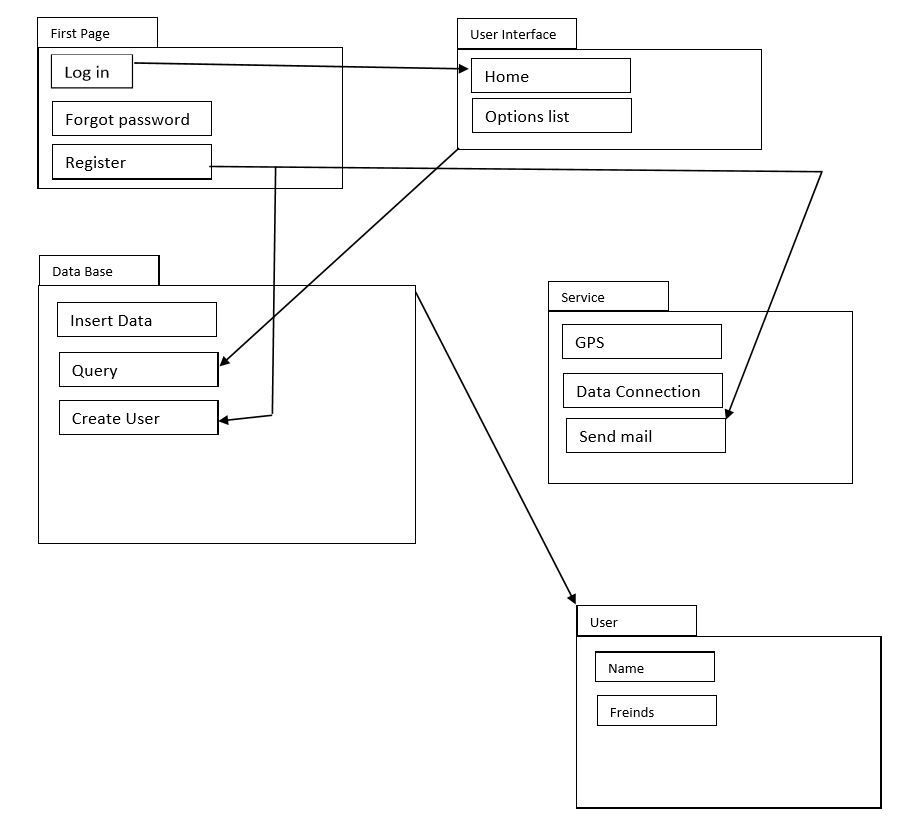 First Page
Log in
Forgot password
Register
User Interface
Home
Options list
Data Base
Insert Data
Query
Create User
Service
GPS
Data Connection
Send mail
User
Name
Freinds